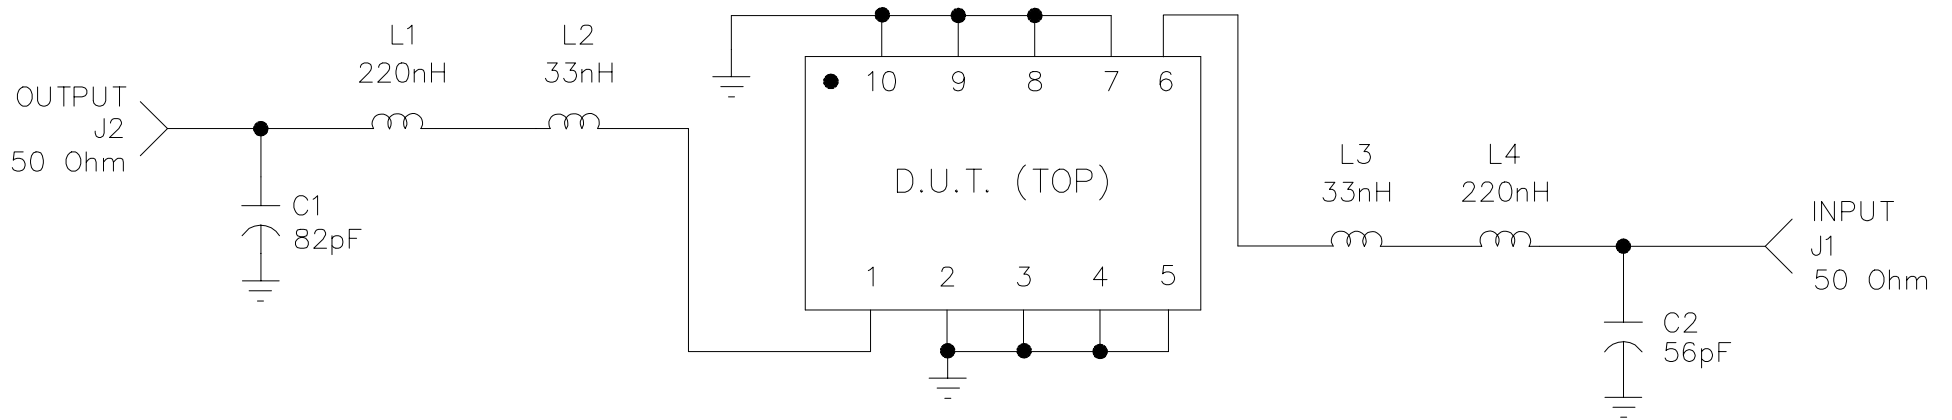 OUTPUT
J2
50 Ohm
L1
220nH
L2
33nH
C1
82pF
10 9 8 7 6
D.U.T. (TOP)
1 2 3 4 5
L3
33nH
L4
220nH
INPUT
J1
50 Ohm
C2
56pF